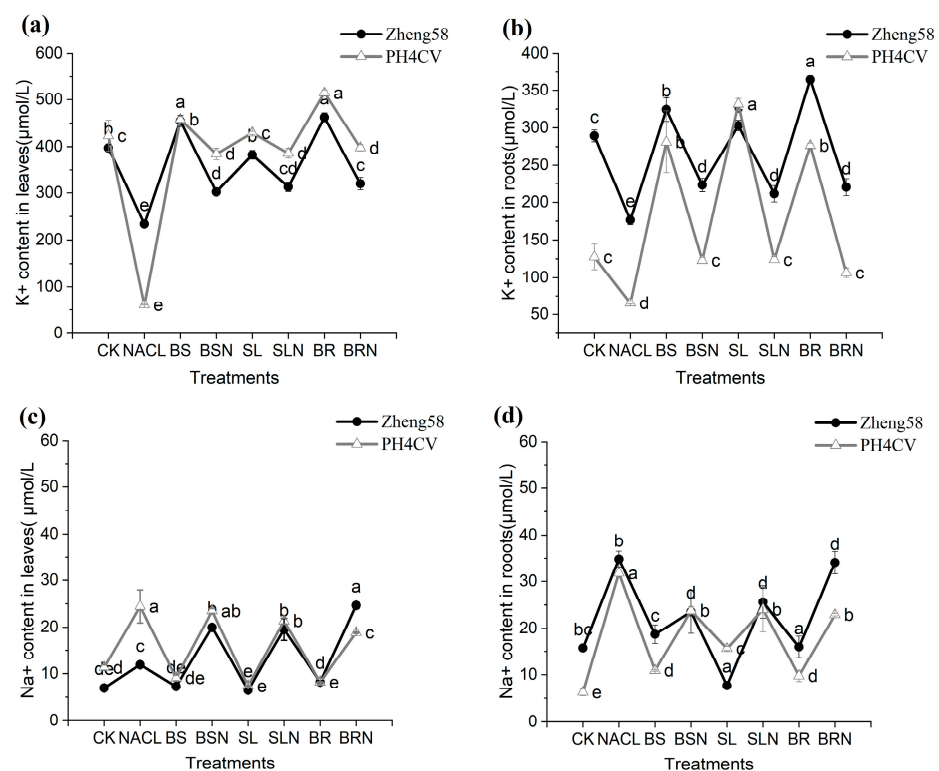 (a)
Zheng58
PH4CV
600
500
400
300
200
100
0
K+ content in leaves(μmol/L)
b c e e a b d d b c cd d a a c d
CK NACL BS BSN SL SLN BR BRN
Treatments
(b)
Zheng58
PH4CV
400
350
300
250
200
150
100
50
K+ content in roots(μmol/L)
c c e d b b d c a d c a b d c
CK NACL BS BSN SL SLN BR BRN
Treatments
(c)
Zheng58
PH4CV
60
50
40
30
20
10
0
Na+ content in leaves( μmol/L
d c a de de b ab e e b b d e a c
CK NACL BS BSN SL SLN BR BRN
Treatments
(d)
Zheng58
PH4CV
60
50
40
30
20
10
0
Na+ content in rooots(μmol/L)
bc e b a c d d b a c d b a d d b
CK NACL BS BSN SL SLN BR BRN
Treatments